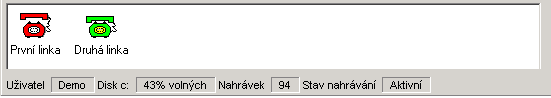 První linka Druhá linka
Uživatel Demo Disk c: 43% volných Nahrávek 94 Stav nahrávání Aktivní